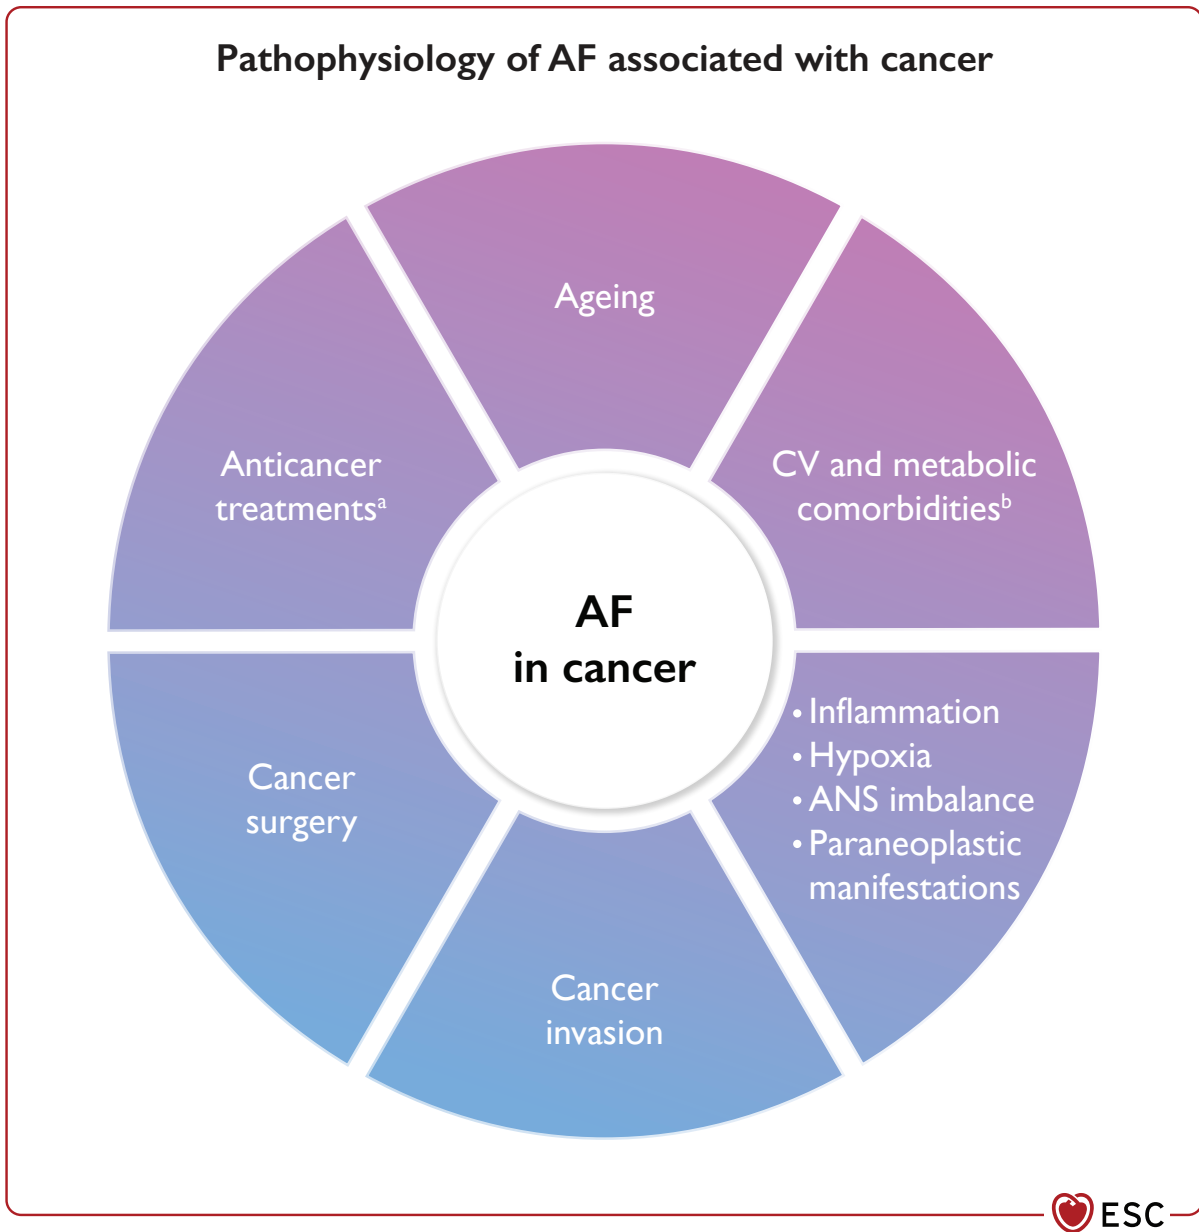 Pathophysiology of AF associated with cancer
Ageing
CV and metabolic
comorbiditiesᵇ
• Inflammation
• Hypoxia
• ANS imbalance
• Paraneoplastic
manifestations
Cancer
invasion
Cancer
surgery
Anticancer
treatmentsᵃ
AF
in cancer
ESC